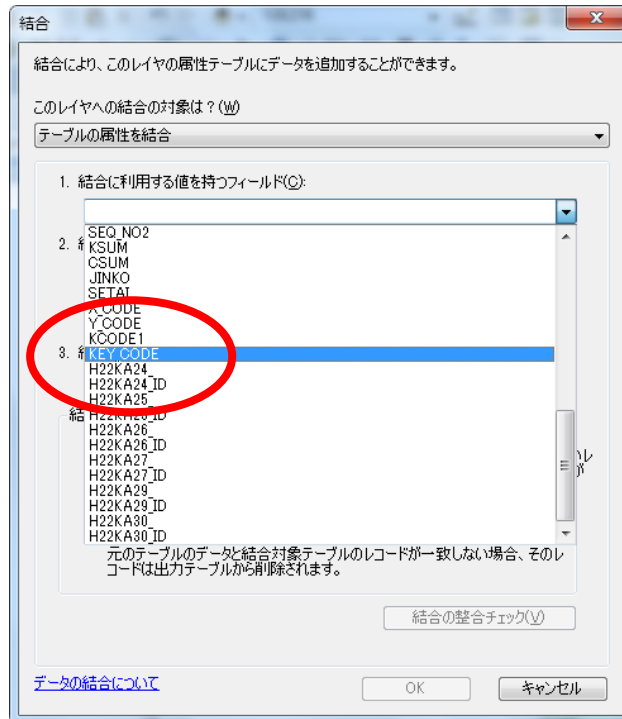 結合
結合により、このレイヤの属性テーブルにデータを追加することができます。
このレイヤへの結合の対象は？(W)
テーブルの属性を結合
1. 結合に利用する値を持つフィールド(C):
2.
SEQ_NO2
KSUM
CSUM
JINKO
SETAI
X_CODE
Y_CODE
KCODE1
3.
KEY_CODE
H22KA24_
H22KA24_ID
H22KA25_
結
H22KA25_ID
H22KA26_
H22KA26_ID
H22KA27_
H22KA27_ID
H22KA29_
H22KA29_ID
H22KA30_
H22KA30_ID
元のテーブルのデータと結合対象テーブルのレコードが一致しない場合、そのレ
コードは出力テーブルから削除されます。
結合の整合チェック(V)
データの結合について
OK
キャンセル